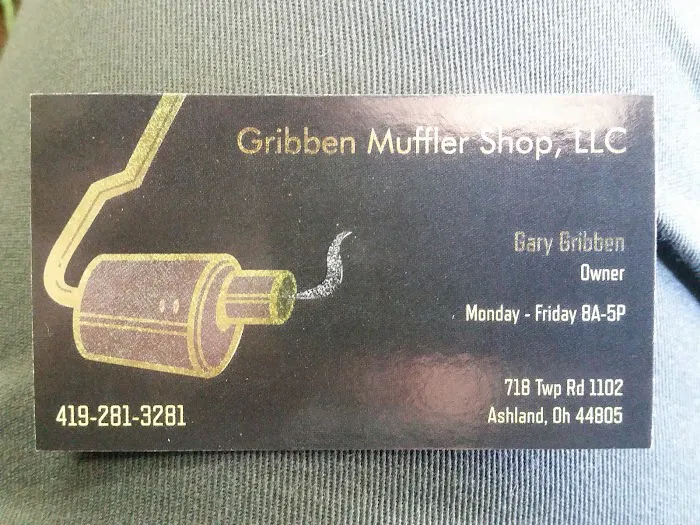 Gribben Muffler Shop, LLC
Gary Gribben
Owner
Monday - Friday 8A-5P
718 Twp Rd 1102
Ashland, Oh 44805
419-281-3281